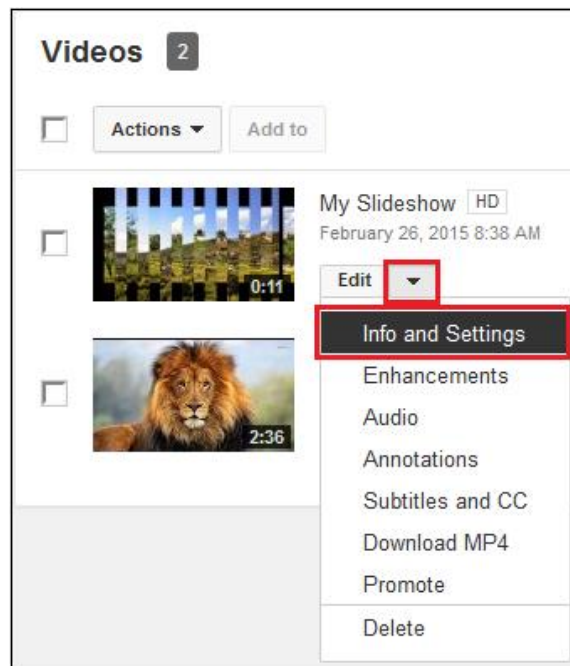 Videos 2
Actions Add to
My Slideshow HD
February 26, 2015 8:38 AM
0:11
Edit
Info and Settings
Enhancements
Audio
2:36
Annotations
Subtitles and CC
Download MP4
Promote
Delete